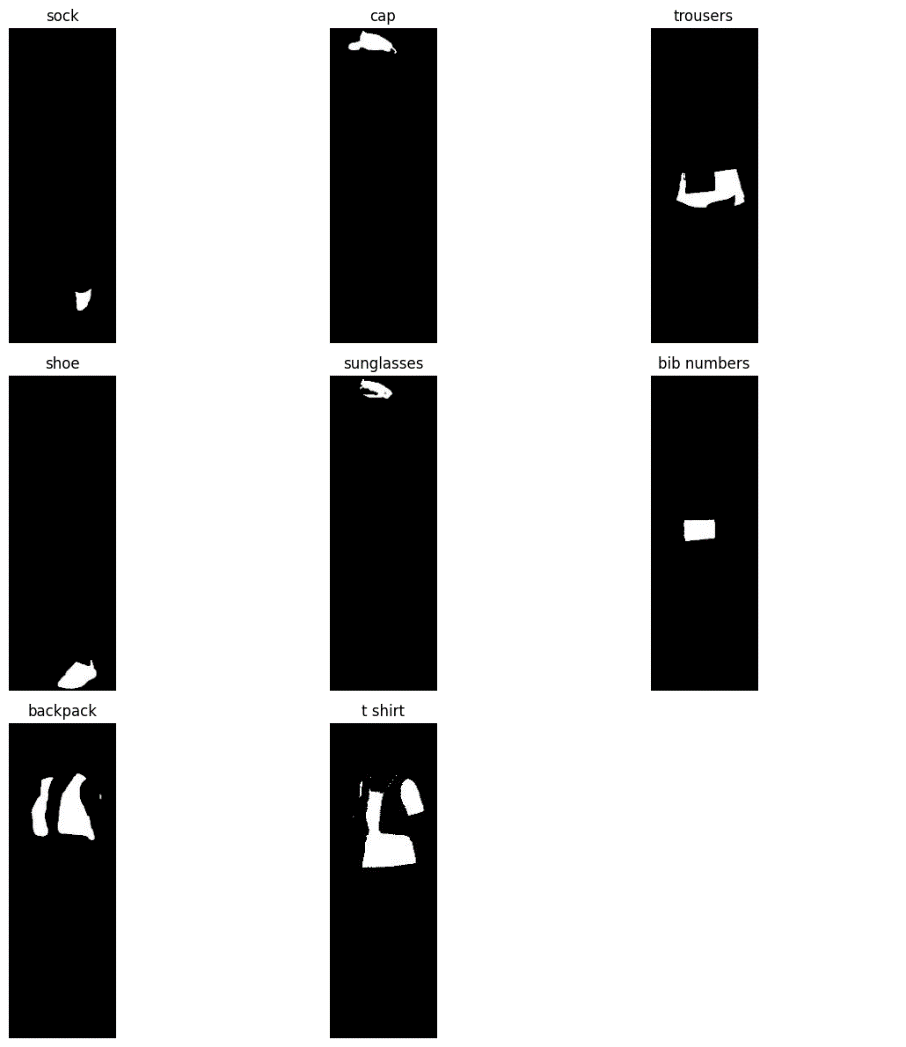 sock
cap
trousers
shoe
sunglasses
bib numbers
backpack
t shirt